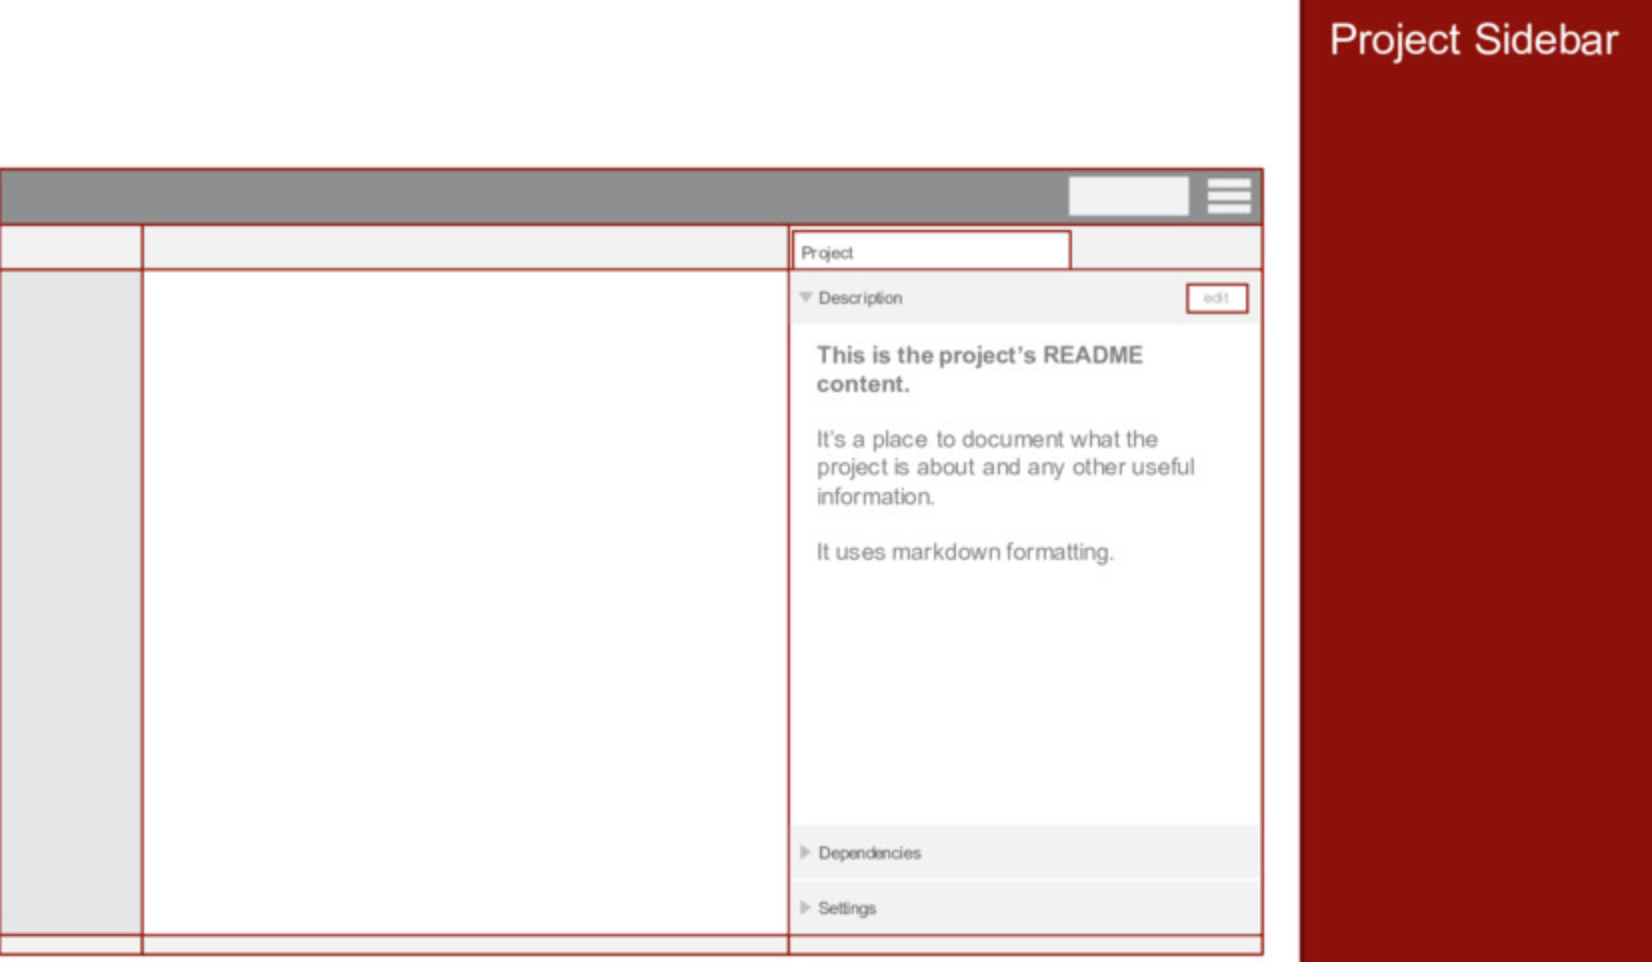 Project Sidebar
Project
Description
edit
This is the project's README
content.
It's a place to document what the
project is about and any other useful
information.
It uses markdown formatting.
Dependencies
Settings